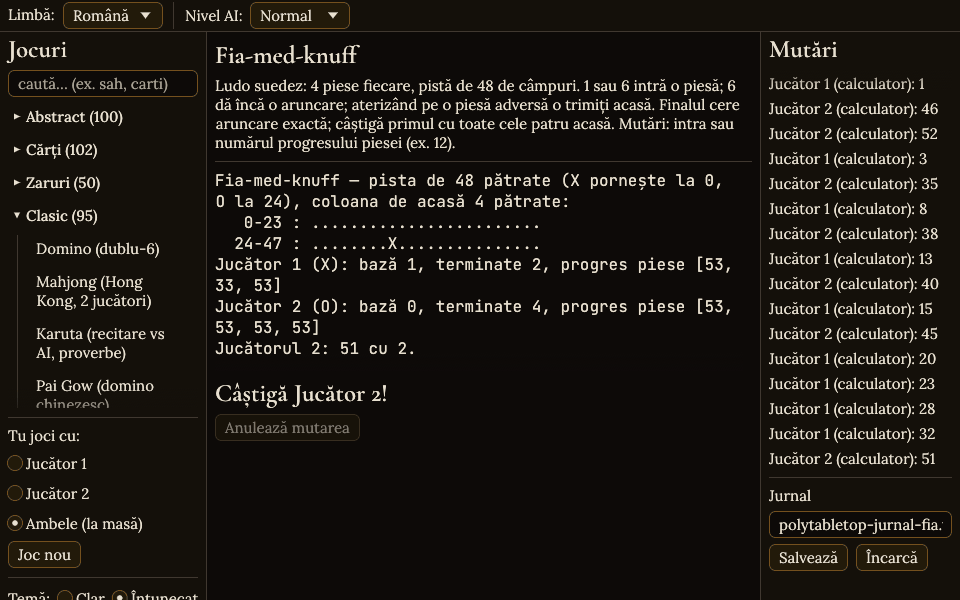 Limbă: Română ▼ Nivel AI: Normal ▼
Jocuri
caută... (ex. sah, carti)
▸ Abstract (100)
▸ Cărți (102)
▸ Zaruri (50)
▾ Clasic (95)
Domino (dublu-6)
Mahjong (Hong
Kong, 2 jucători)
Karuta (recitare vs
AI, proverbe)
Pai Gow (domino
chinezesc)
Tu joci cu:
Jucător 1
Jucător 2
Ambele (la masă)
Joc nou
Temă: Clar Întunecat
Fia-med-knuff
Ludo suedez: 4 piese fiecare, pistă de 48 de câmpuri. 1 sau 6 intră o piesă; 6
dă încă o aruncare; aterizând pe o piesă adversă o trimiți acasă. Finalul cere
aruncare exactă; câștigă primul cu toate cele patru acasă. Mutări: intra sau
numărul progresului piesei (ex. 12).
Fia-med-knuff — pista de 48 pătrate (X pornește la 0,
O la 24), coloana de acasă 4 pătrate:
0-23 : ........................
24-47 : ........X...............
Jucător 1 (X): bază 1, terminate 2, progres piese [53,
33, 53]
Jucător 2 (O): bază 0, terminate 4, progres piese [53,
53, 53, 53]
Jucătorul 2: 51 cu 2.
Câștigă Jucător 2!
Anulează mutarea
Mutări
Jucător 1 (calculator): 1
Jucător 2 (calculator): 46
Jucător 2 (calculator): 52
Jucător 1 (calculator): 3
Jucător 2 (calculator): 35
Jucător 1 (calculator): 8
Jucător 2 (calculator): 38
Jucător 1 (calculator): 13
Jucător 2 (calculator): 40
Jucător 1 (calculator): 15
Jucător 2 (calculator): 45
Jucător 1 (calculator): 20
Jucător 1 (calculator): 23
Jucător 1 (calculator): 28
Jucător 1 (calculator): 32
Jucător 2 (calculator): 51
Jurnal
polytabletop-jurnal-fia.
Salvează Încarcă